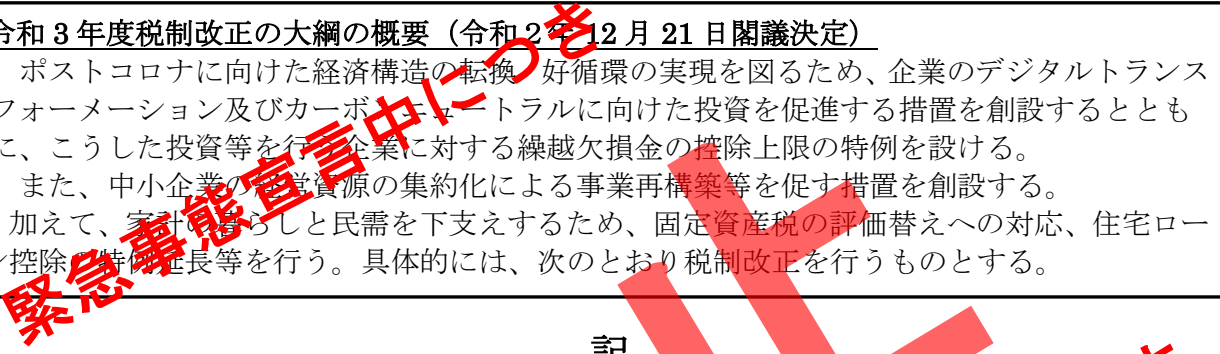 令和3年度税制改正の大綱の概要（令和2年12月21日閣議決定）
ポストコロナに向けた経済構造の転換 好循環の実現を図るため、企業のデジタルトランス
フォーメーション及びカーボンニュートラルに向けた投資を促進する措置を創設するととも
に、こうした投資等を行う企業に対する繰越欠損金の控除上限の特例を設ける。
また、中小企業の経営資源の集約化による事業再構築等を促す措置を創設する。
加えて、家計の暮らしと民需を下支えするため、固定資産税の評価替えへの対応、住宅ロー
ン控除の特例延長等を行う。具体的には、次のとおり税制改正を行うものとする。
緊急事態宣言中につき
記